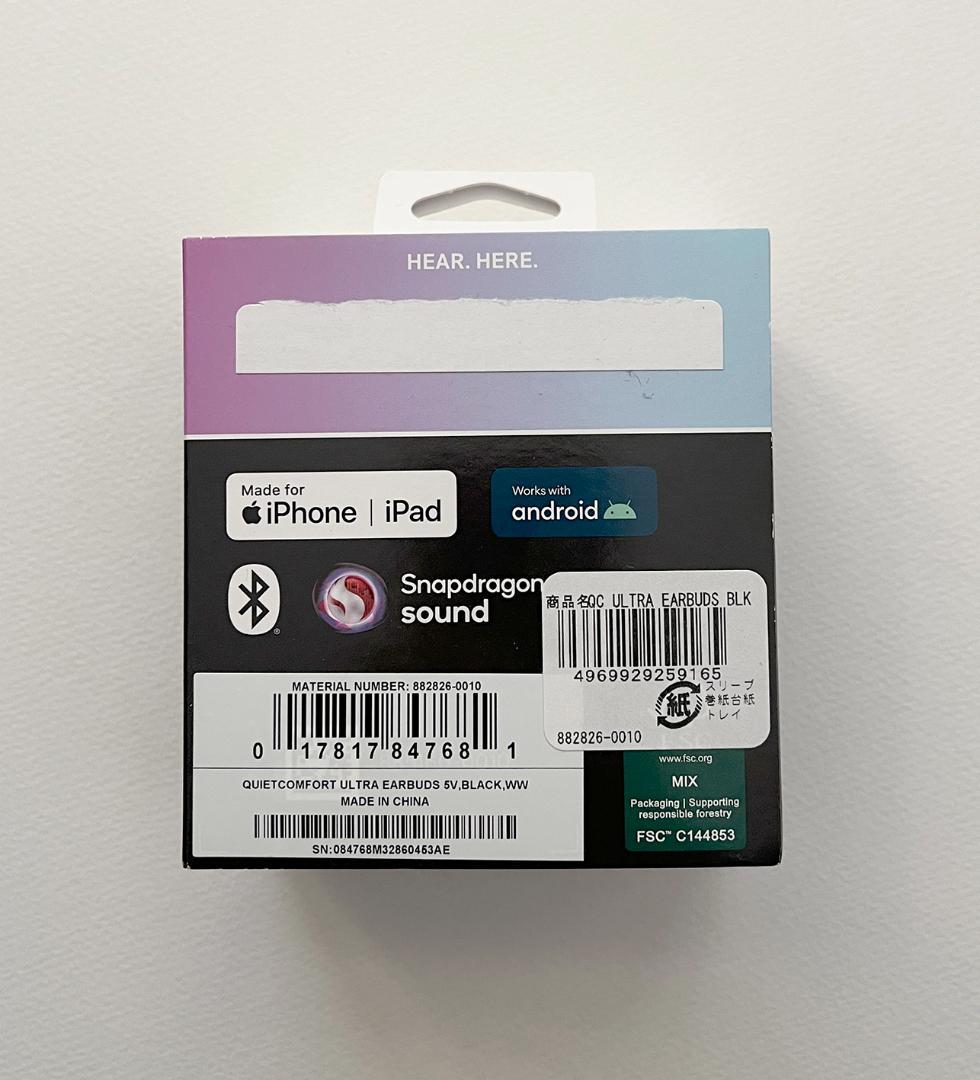 HEAR. HERE.
Made for
iPhone | iPad
Works with
android
Snapdragon
sound
商品名QC ULTRA EARBUDS BLK
4969929259165
紙
スリーブ
巻紙台紙
トレイ
882826-0010
MATERIAL NUMBER: 882826-0010
0 17817 84768 1
QUIETCOMFORT ULTRA EARBUDS 5V,BLACK,WW
MADE IN CHINA
SN:084768M32860453AE
www.fsc.org
MIX
Packaging | Supporting
responsible forestry
FSC™ C144853